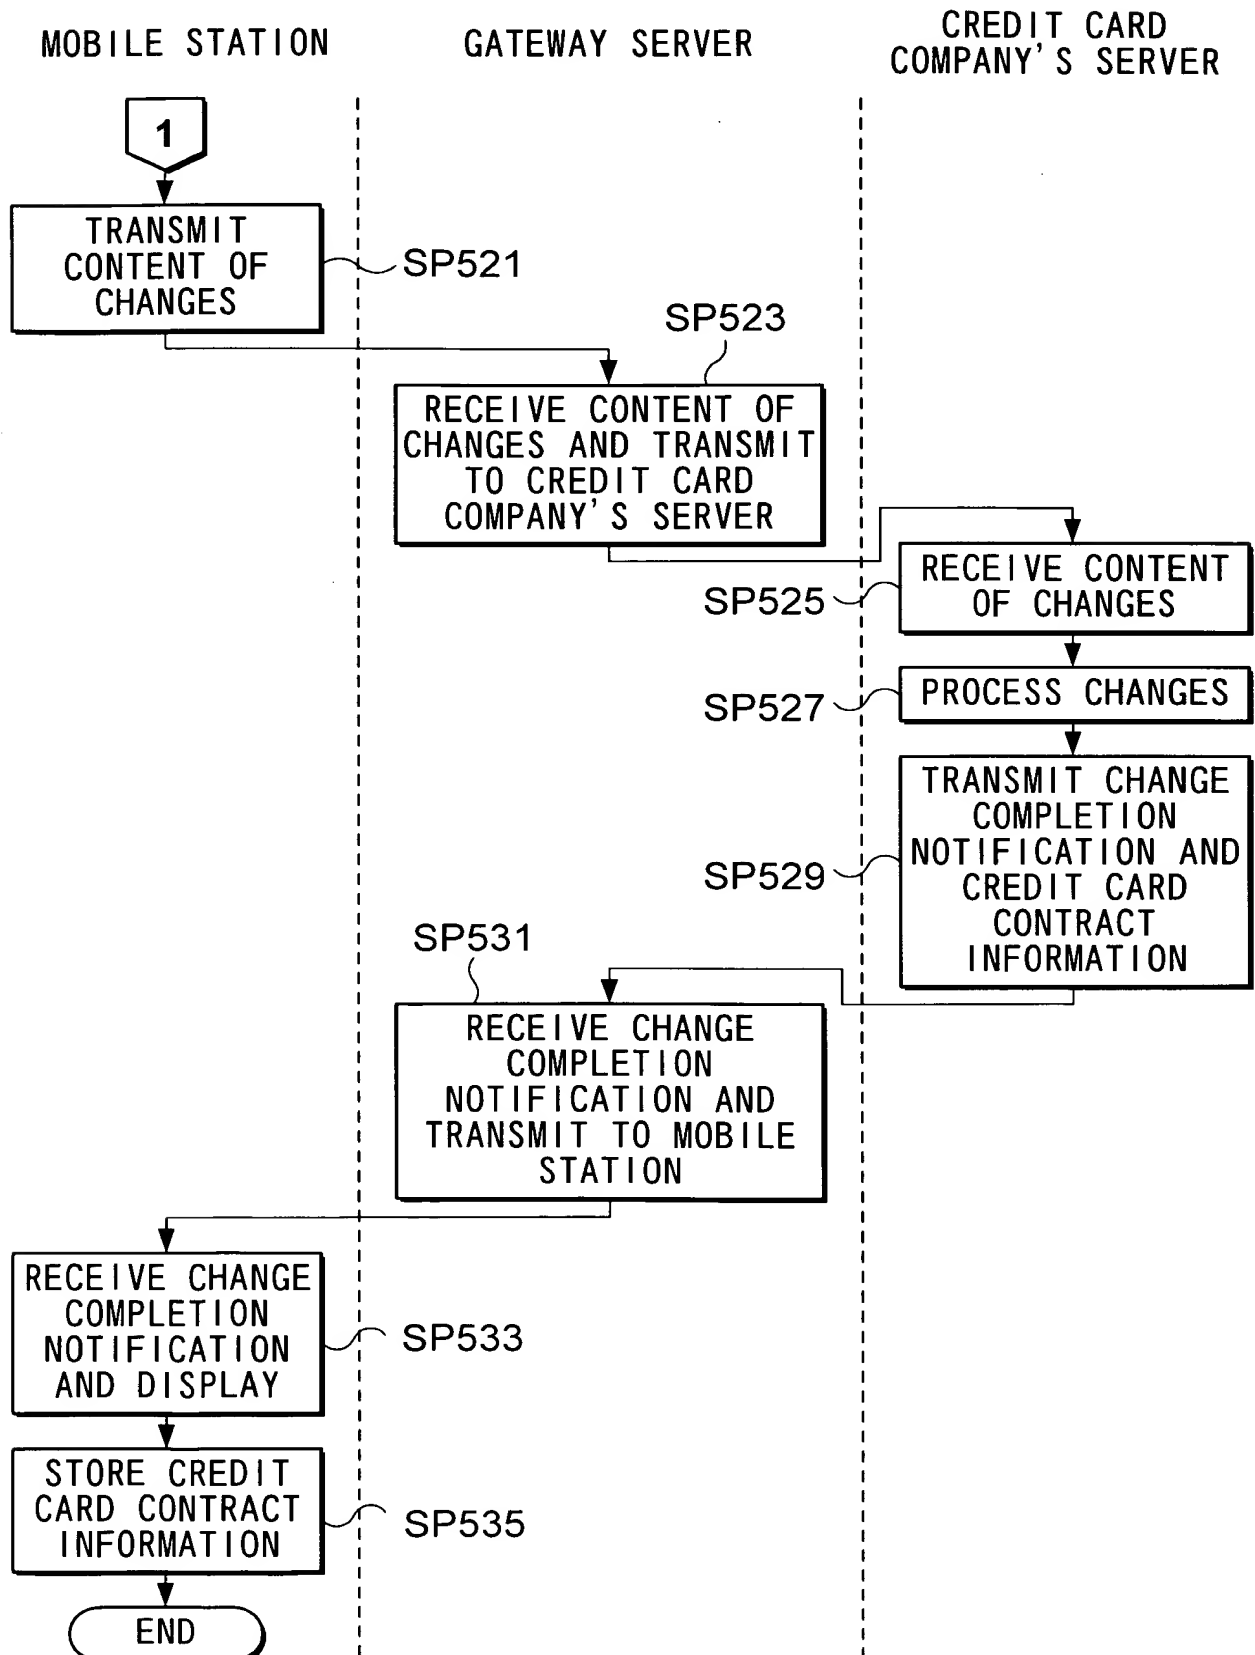 MOBILE STATION
GATEWAY SERVER
CREDIT CARD
COMPANY'S SERVER
1
TRANSMIT
CONTENT OF
CHANGES
SP521
SP523
RECEIVE CONTENT OF
CHANGES AND TRANSMIT
TO CREDIT CARD
COMPANY'S SERVER
RECEIVE CONTENT
OF CHANGES
SP525
PROCESS CHANGES
SP527
TRANSMIT CHANGE
COMPLETION
NOTIFICATION AND
CREDIT CARD
CONTRACT
INFORMATION
SP529
SP531
RECEIVE CHANGE
COMPLETION
NOTIFICATION AND
TRANSMIT TO MOBILE
STATION
RECEIVE CHANGE
COMPLETION
NOTIFICATION
AND DISPLAY
SP533
STORE CREDIT
CARD CONTRACT
INFORMATION
SP535
END